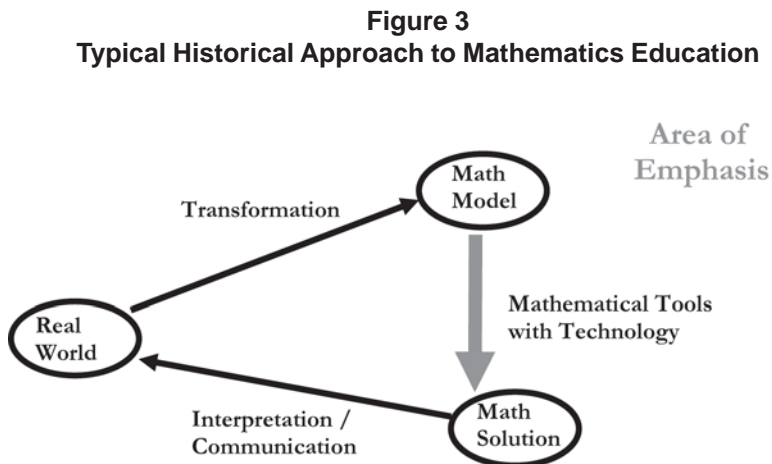 Figure 3
Typical Historical Approach to Mathematics Education
Area of
Emphasis
Math
Model
Transformation
Mathematical Tools
with Technology
Real
World
Interpretation /
Communication
Math
Solution